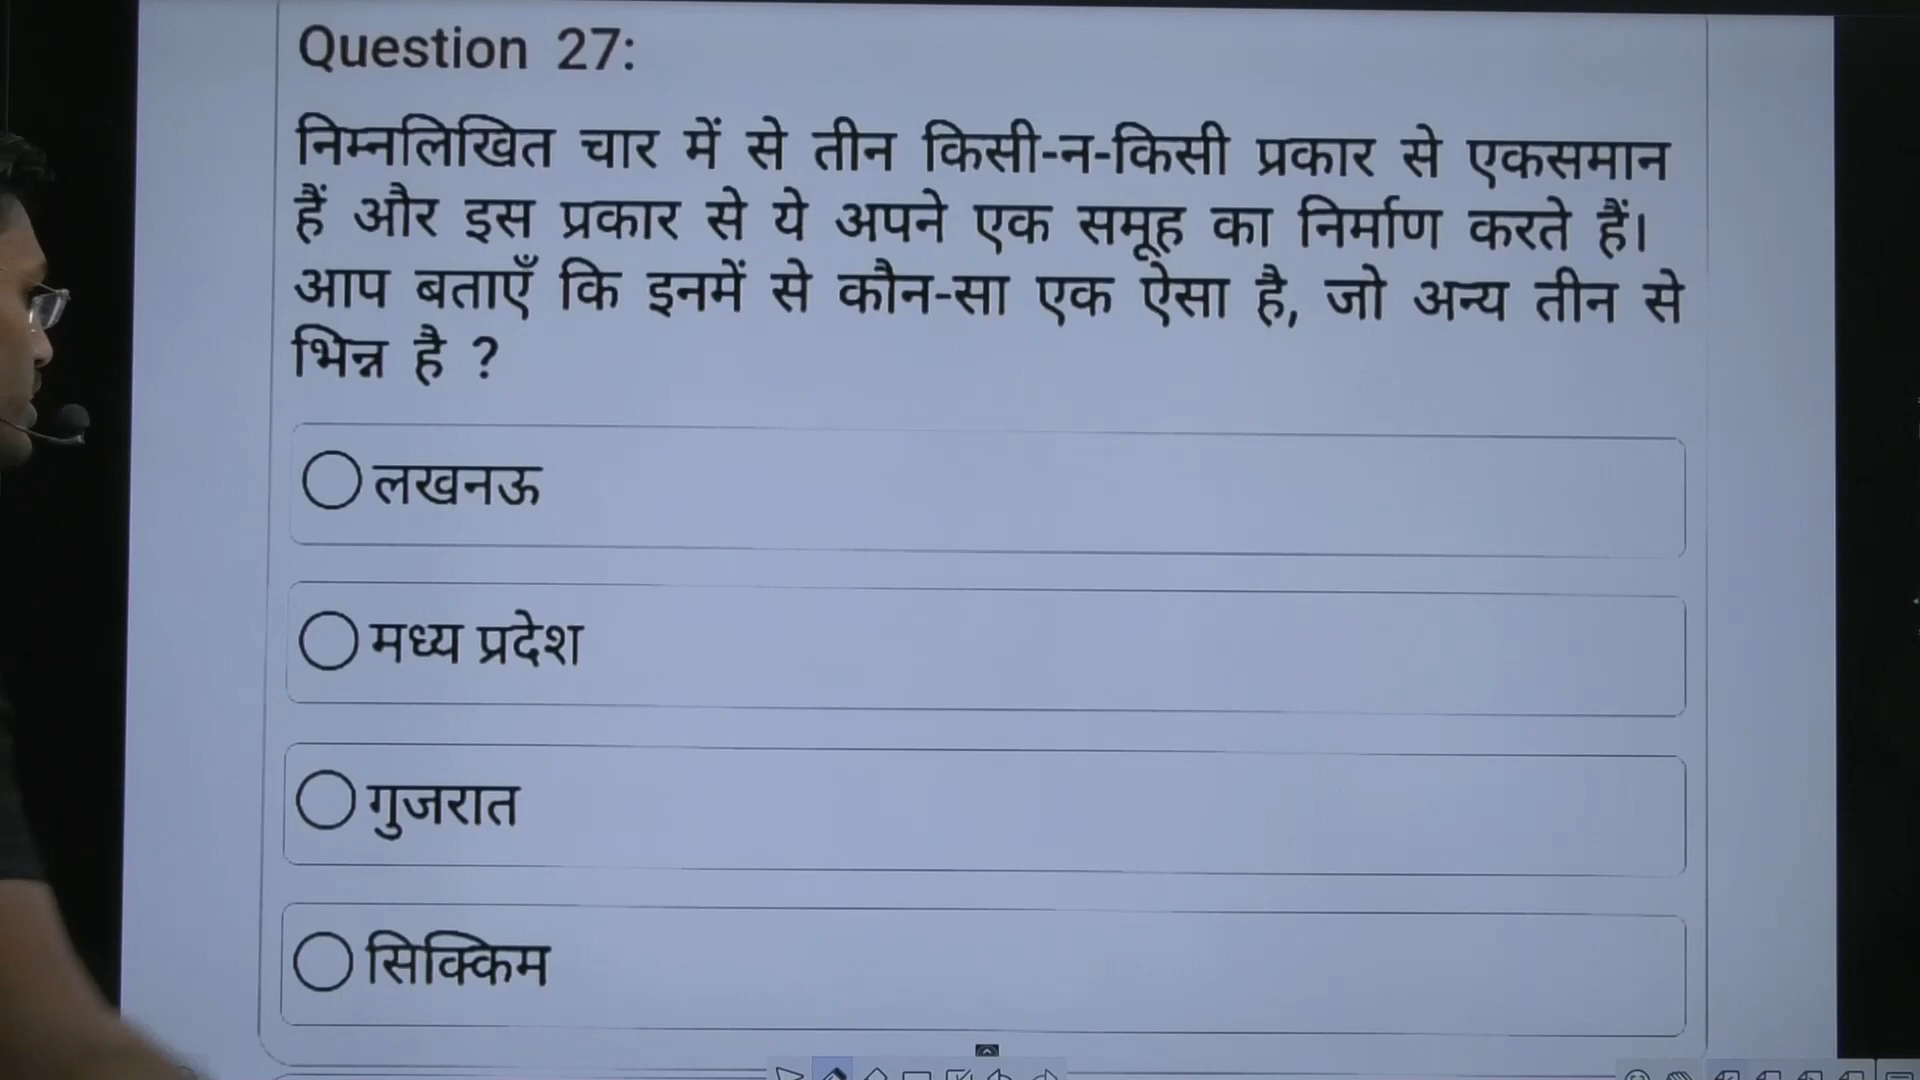 Question 27:
निम्नलिखित चार में से तीन किसी-न-किसी प्रकार से एकसमान
हैं और इस प्रकार से ये अपने एक समूह का निर्माण करते हैं।
आप बताएँ कि इनमें से कौन-सा एक ऐसा है, जो अन्य तीन से
भिन्न है ?
लखनऊ
मध्य प्रदेश
गुजरात
सिक्किम